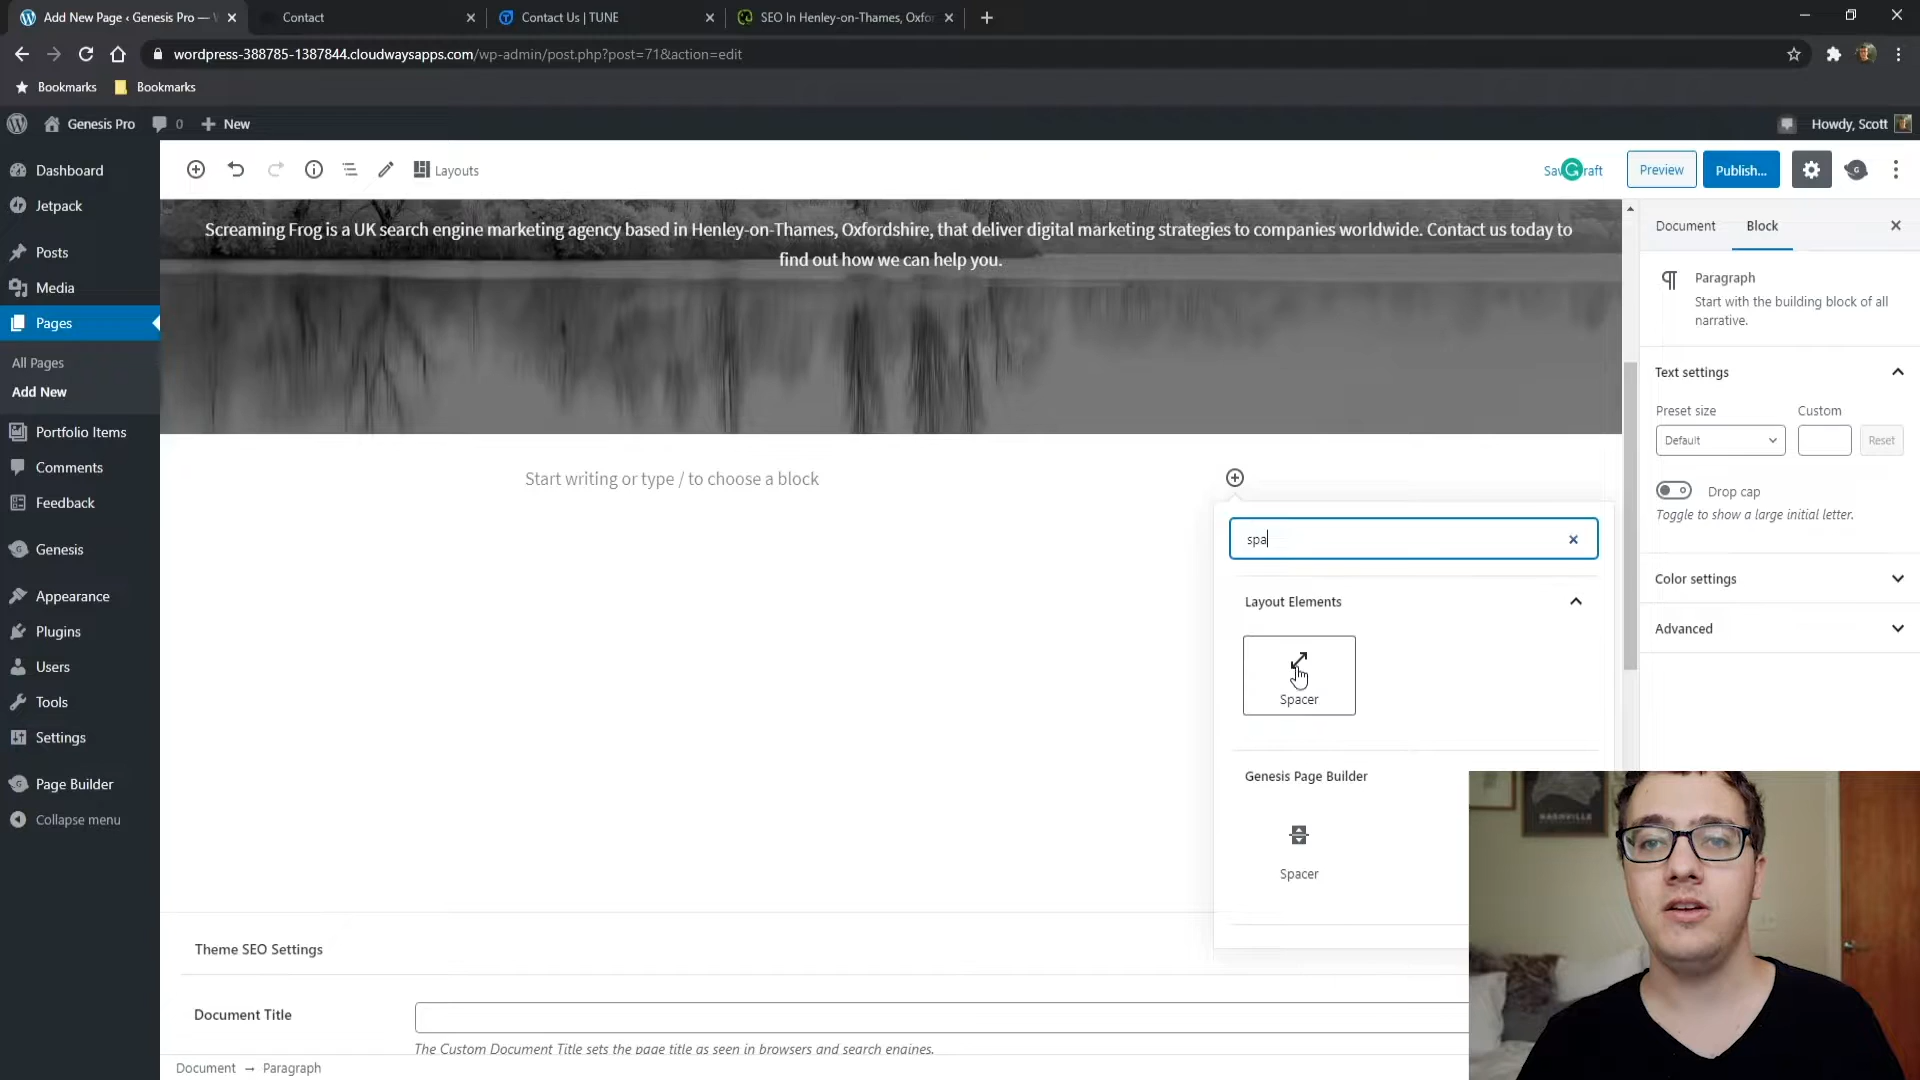 Add New Page ‹ Genesis Pro —
Contact
Contact Us | TUNE
SEO In Henley-on-Thames, Oxfor
wordpress-388785-1387844.cloudwaysapps.com/wp-admin/post.php?post=71&action=edit
Bookmarks
Bookmarks
Genesis Pro
0
New
Howdy, Scott
Dashboard
Jetpack
Posts
Media
Pages
All Pages
Add New
Portfolio Items
Comments
Feedback
Genesis
Appearance
Plugins
Users
Tools
Settings
Page Builder
Collapse menu
Layouts
Preview
Publish...
Screaming Frog is a UK search engine marketing agency based in Henley-on-Thames, Oxfordshire, that deliver digital marketing strategies to companies worldwide. Contact us today to
find out how we can help you.
Start writing or type / to choose a block
spa
Layout Elements
Spacer
Genesis Page Builder
Spacer
Document
Block
Paragraph
Start with the building block of all
narrative.
Text settings
Preset size
Custom
Default
Reset
Drop cap
Toggle to show a large initial letter.
Color settings
Advanced
Theme SEO Settings
Document Title
The Custom Document Title sets the page title as seen in browsers and search engines.
Document → Paragraph
NASHVILLE